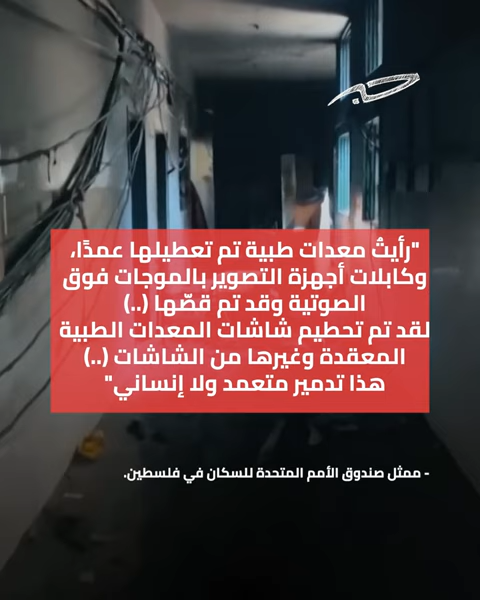 "رأيتُ معدات طبية تم تعطيلها عمدًا،
وكابلات أجهزة التصوير بالموجات فوق
الصوتية وقد تم قصّها (..)
لقد تم تحطيم شاشات المعدات الطبية
المعقدة وغيرها من الشاشات (..)
هذا تدمير متعمد ولا إنساني"
- ممثل صندوق الأمم المتحدة للسكان في فلسطين.